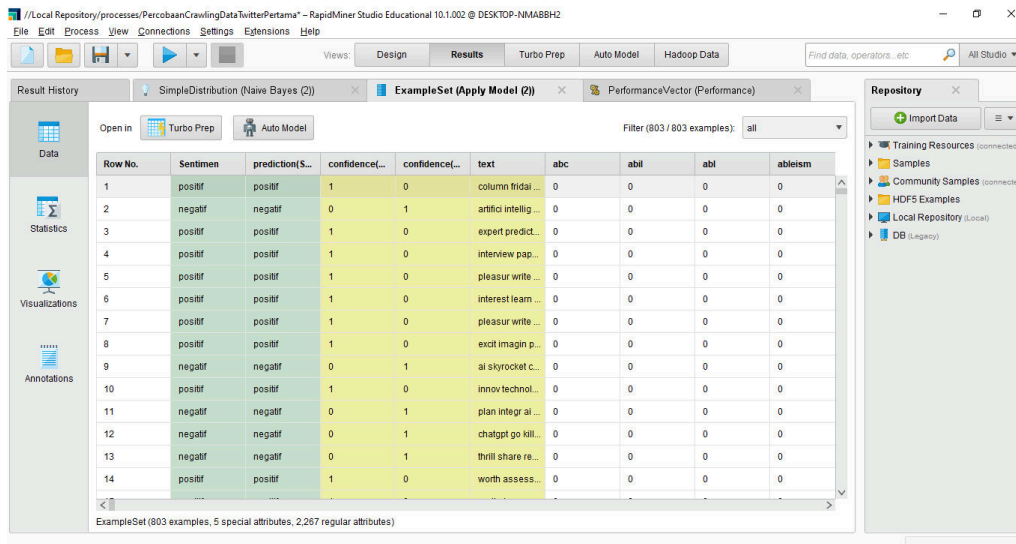 //Local Repository/processes/PercobaanCrawlingDataTwitterPertama* – RapidMiner Studio Educational 10.1.002 @ DESKTOP-NMABBH2
File Edit Process View Connections Settings Extensions Help
Views: Design Results Turbo Prep Auto Model Hadoop Data Find data, operators...etc All Studio
Result History SimpleDistribution (Naive Bayes (2)) ExampleSet (Apply Model (2)) PerformanceVector (Performance) Repository
Open in Turbo Prep Auto Model Filter (803 / 803 examples): all
Import Data
Data
Statistics
Visualizations
Annotations
Row No. Sentimen prediction(S... confidence(... confidence(... text abc abil abl ableism
1 positif positif 1 0 column fridai ... 0 0 0 0
2 negatif negatif 0 1 artifici intellig ... 0 0 0 0
3 positif positif 1 0 expert predict... 0 0 0 0
4 positif positif 1 0 interview pap... 0 0 0 0
5 positif positif 1 0 pleasur write ... 0 0 0 0
6 positif positif 1 0 interest learn ... 0 0 0 0
7 positif positif 1 0 pleasur write ... 0 0 0 0
8 positif positif 1 0 excit imagin p... 0 0 0 0
9 negatif negatif 0 1 ai skyrocket c... 0 0 0 0
10 positif positif 1 0 innov technol... 0 0 0 0
11 negatif negatif 0 1 plan integr ai ... 0 0 0 0
12 negatif negatif 0 1 chatgpt go kill... 0 0 0 0
13 negatif negatif 0 1 thrill share re... 0 0 0 0
14 positif positif 1 0 worth assess... 0 0 0 0
ExampleSet (803 examples, 5 special attributes, 2,267 regular attributes)
Training Resources (connected
Samples
Community Samples (connecte
HDF5 Examples
Local Repository (Local)
DB (Legacy)